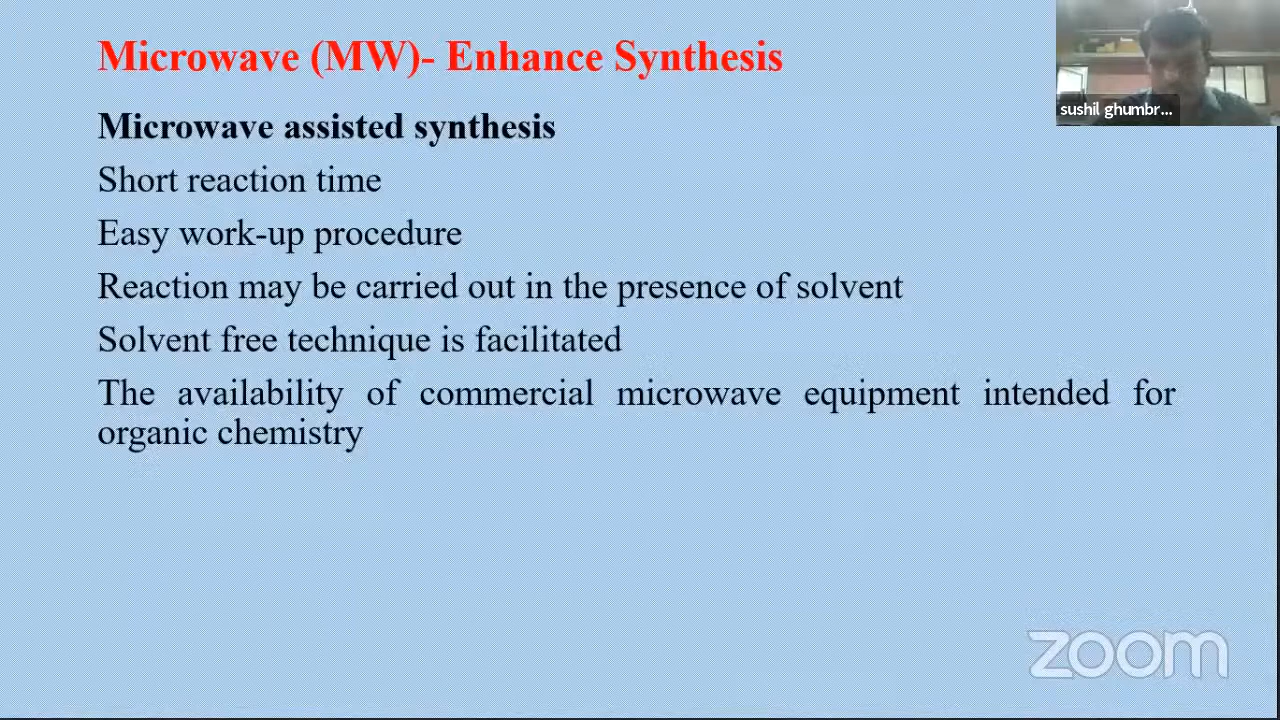 Microwave (MW)- Enhance Synthesis
sushil ghumbr...
Microwave assisted synthesis
Short reaction time
Easy work-up procedure
Reaction may be carried out in the presence of solvent
Solvent free technique is facilitated
The availability of commercial microwave equipment intended for
organic chemistry
zoom